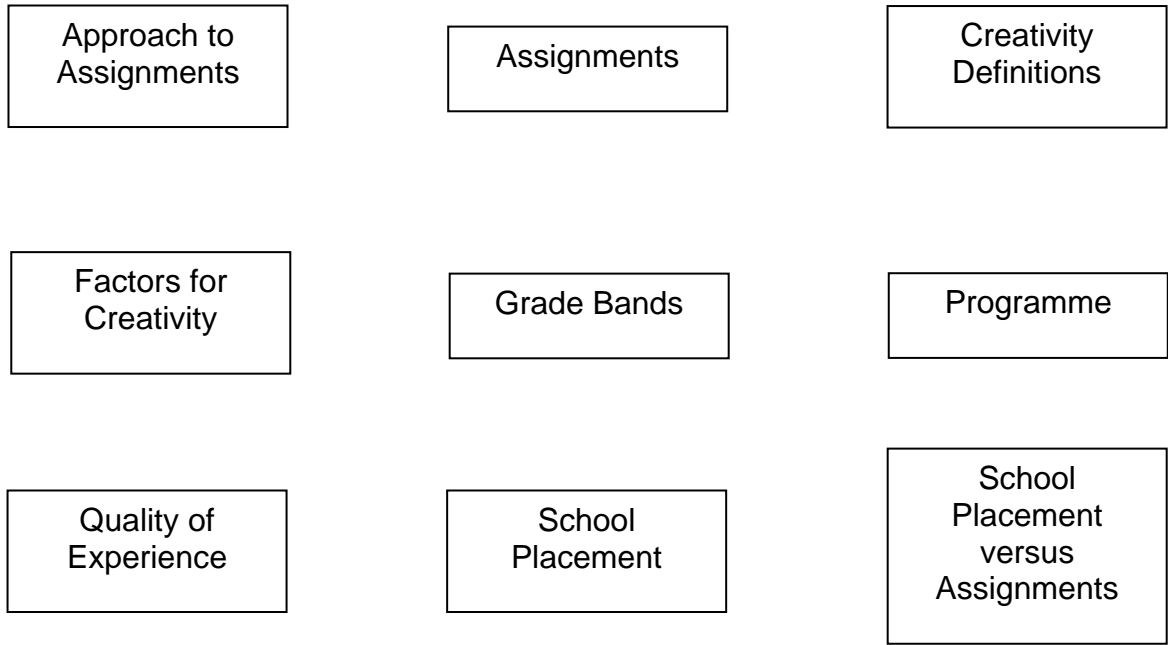 Approach to
Assignments
Assignments
Creativity
Definitions
Factors for
Creativity
Grade Bands
Programme
Quality of
Experience
School
Placement
School
Placement
versus
Assignments